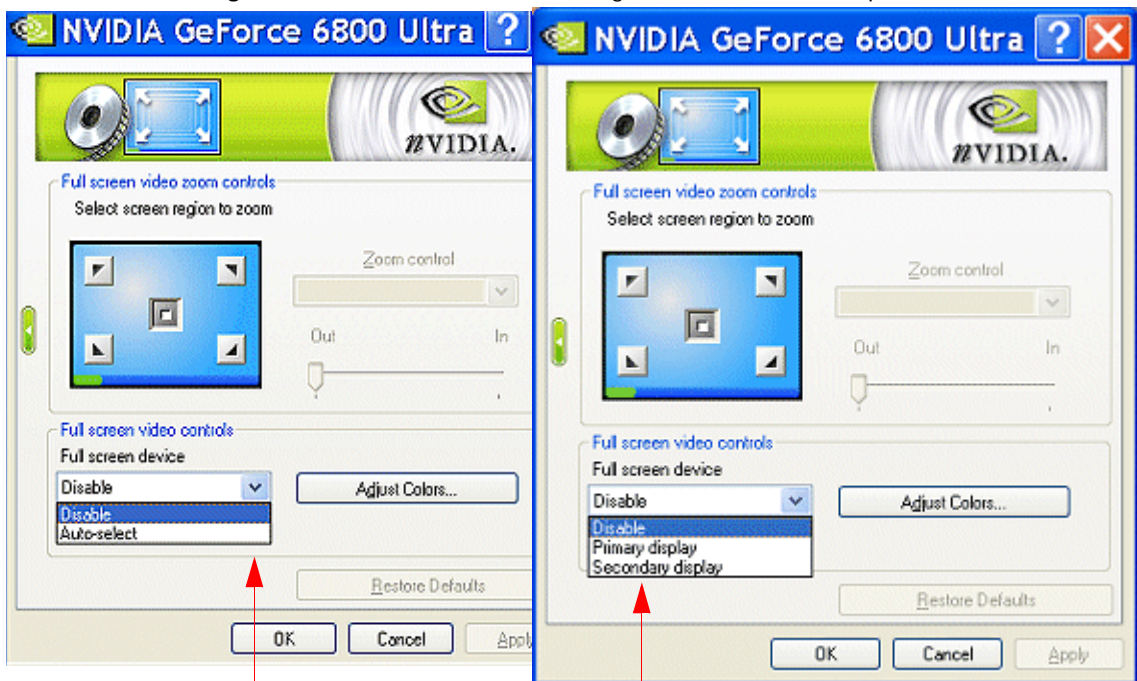 NVIDIA GeForce 6800 Ultra ?
nVIDIA.
Full screen video zoom controls
Select screen region to zoom
Zoom control
Out In
Full screen video controls
Full screen device
Disable
Adjust Colors...
Disable
Auto-select
Restore Defaults
OK Cancel
NVIDIA GeForce 6800 Ultra ? X
nVIDIA.
Full screen video zoom controls
Select screen region to zoom
Zoom control
Out In
Full screen video controls
Full screen device
Disable
Adjust Colors...
Disable
Primary display
Secondary display
Restore Defaults
OK Cancel Apply